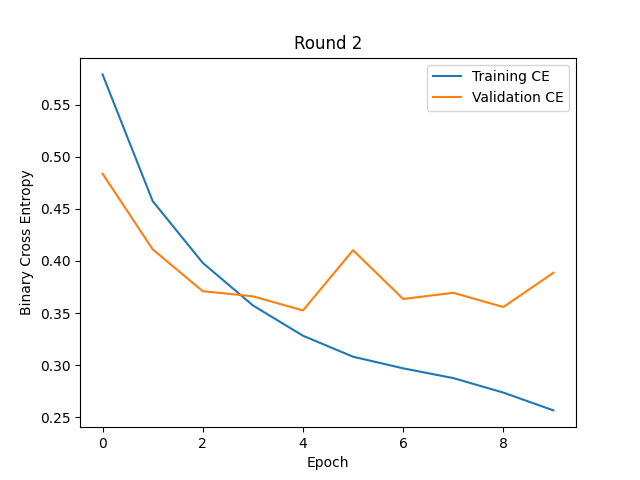 Round 2
Training CE
Validation CE
Binary Cross Entropy
0.55
0.50
0.45
0.40
0.35
0.30
0.25
0 2 4 6 8
Epoch